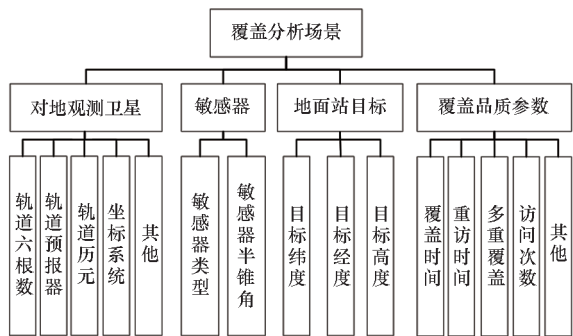 覆盖分析场景
对地观测卫星
敏感器
地面站目标
覆盖品质参数
轨道六根数
轨道预报器
轨道历元
坐标系统
其他
敏感器类型
敏感器半锥角
目标纬度
目标经度
目标高度
覆盖时间
重访时间
多重覆盖
访问次数
其他